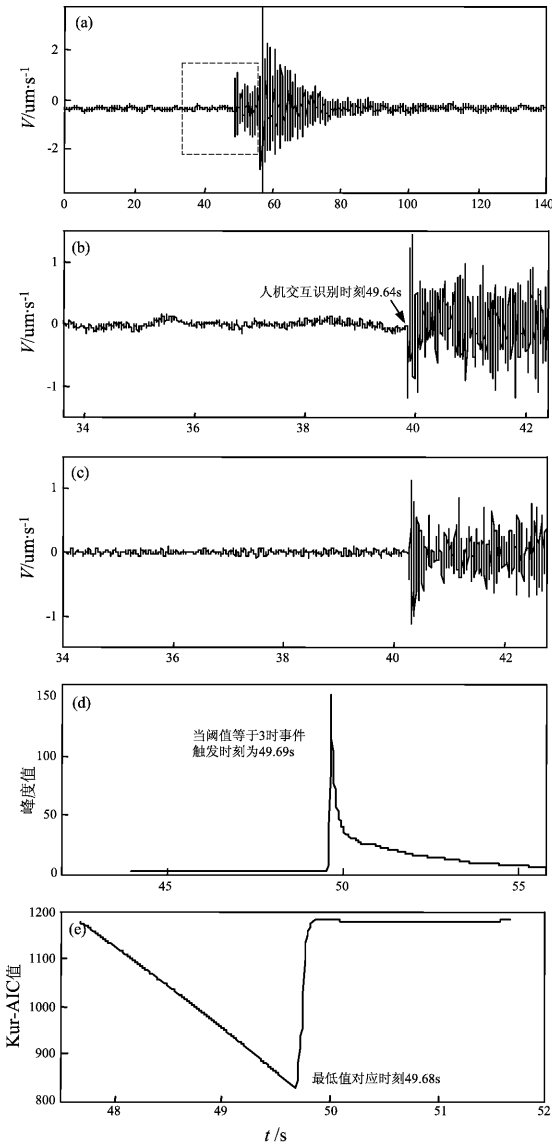 (a)
V/um·s-1
2
0
-2
0 20 40 60 80 100 120 140
(b)
V/um·s-1
1
0
-1
人机交互识别时刻49.64s
34 36 38 40 42
(c)
V/um·s-1
1
0
-1
34 36 38 40 42
(d)
峰度值
150
100
50
0
当阈值等于3时事件
触发时刻为49.69s
45 50 55
(e)
Kur-AIC值
1200
1100
1000
900
800
最低值对应时刻49.68s
48 49 50 51 52
t /s